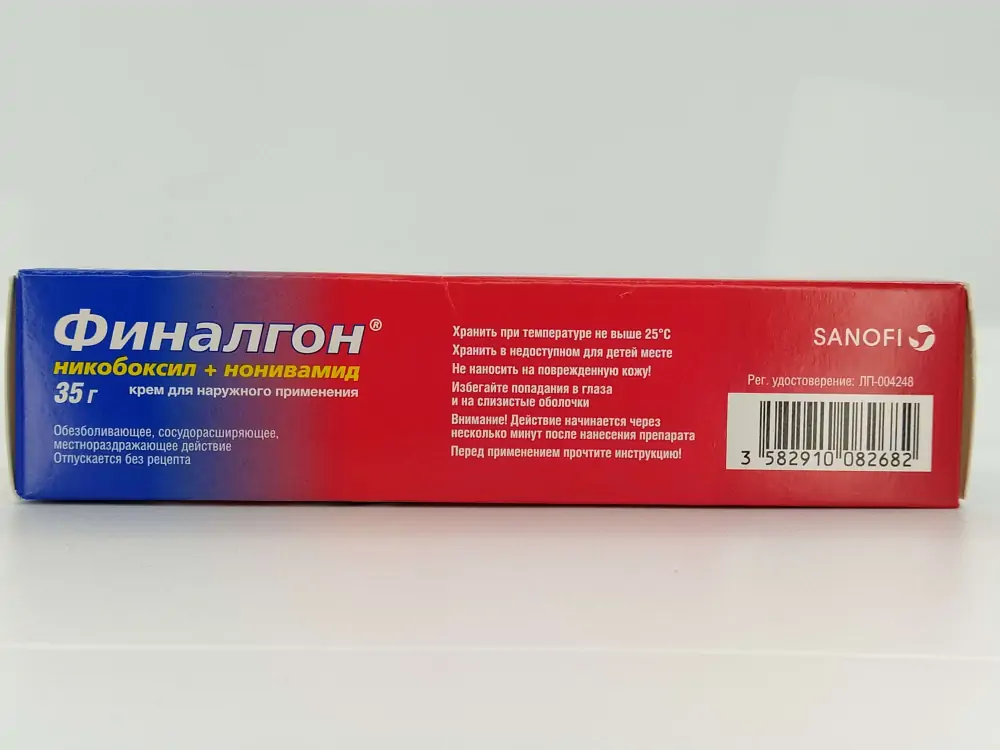 Финалгон®
никобоксил + нонивамид
35 г крем для наружного применения
Обезболивающее, сосудорасширяющее,
местнораздражающее действие
Отпускается без рецепта
Хранить при температуре не выше 25°C
Хранить в недоступном для детей месте
Не наносить на поврежденную кожу!
Избегайте попадания в глаза
и на слизистые оболочки
Внимание! Действие начинается через
несколько минут после нанесения препарата
Перед применением прочтите инструкцию!
SANOFI
Рег. удостоверение: ЛП-004248
3 582910 082682